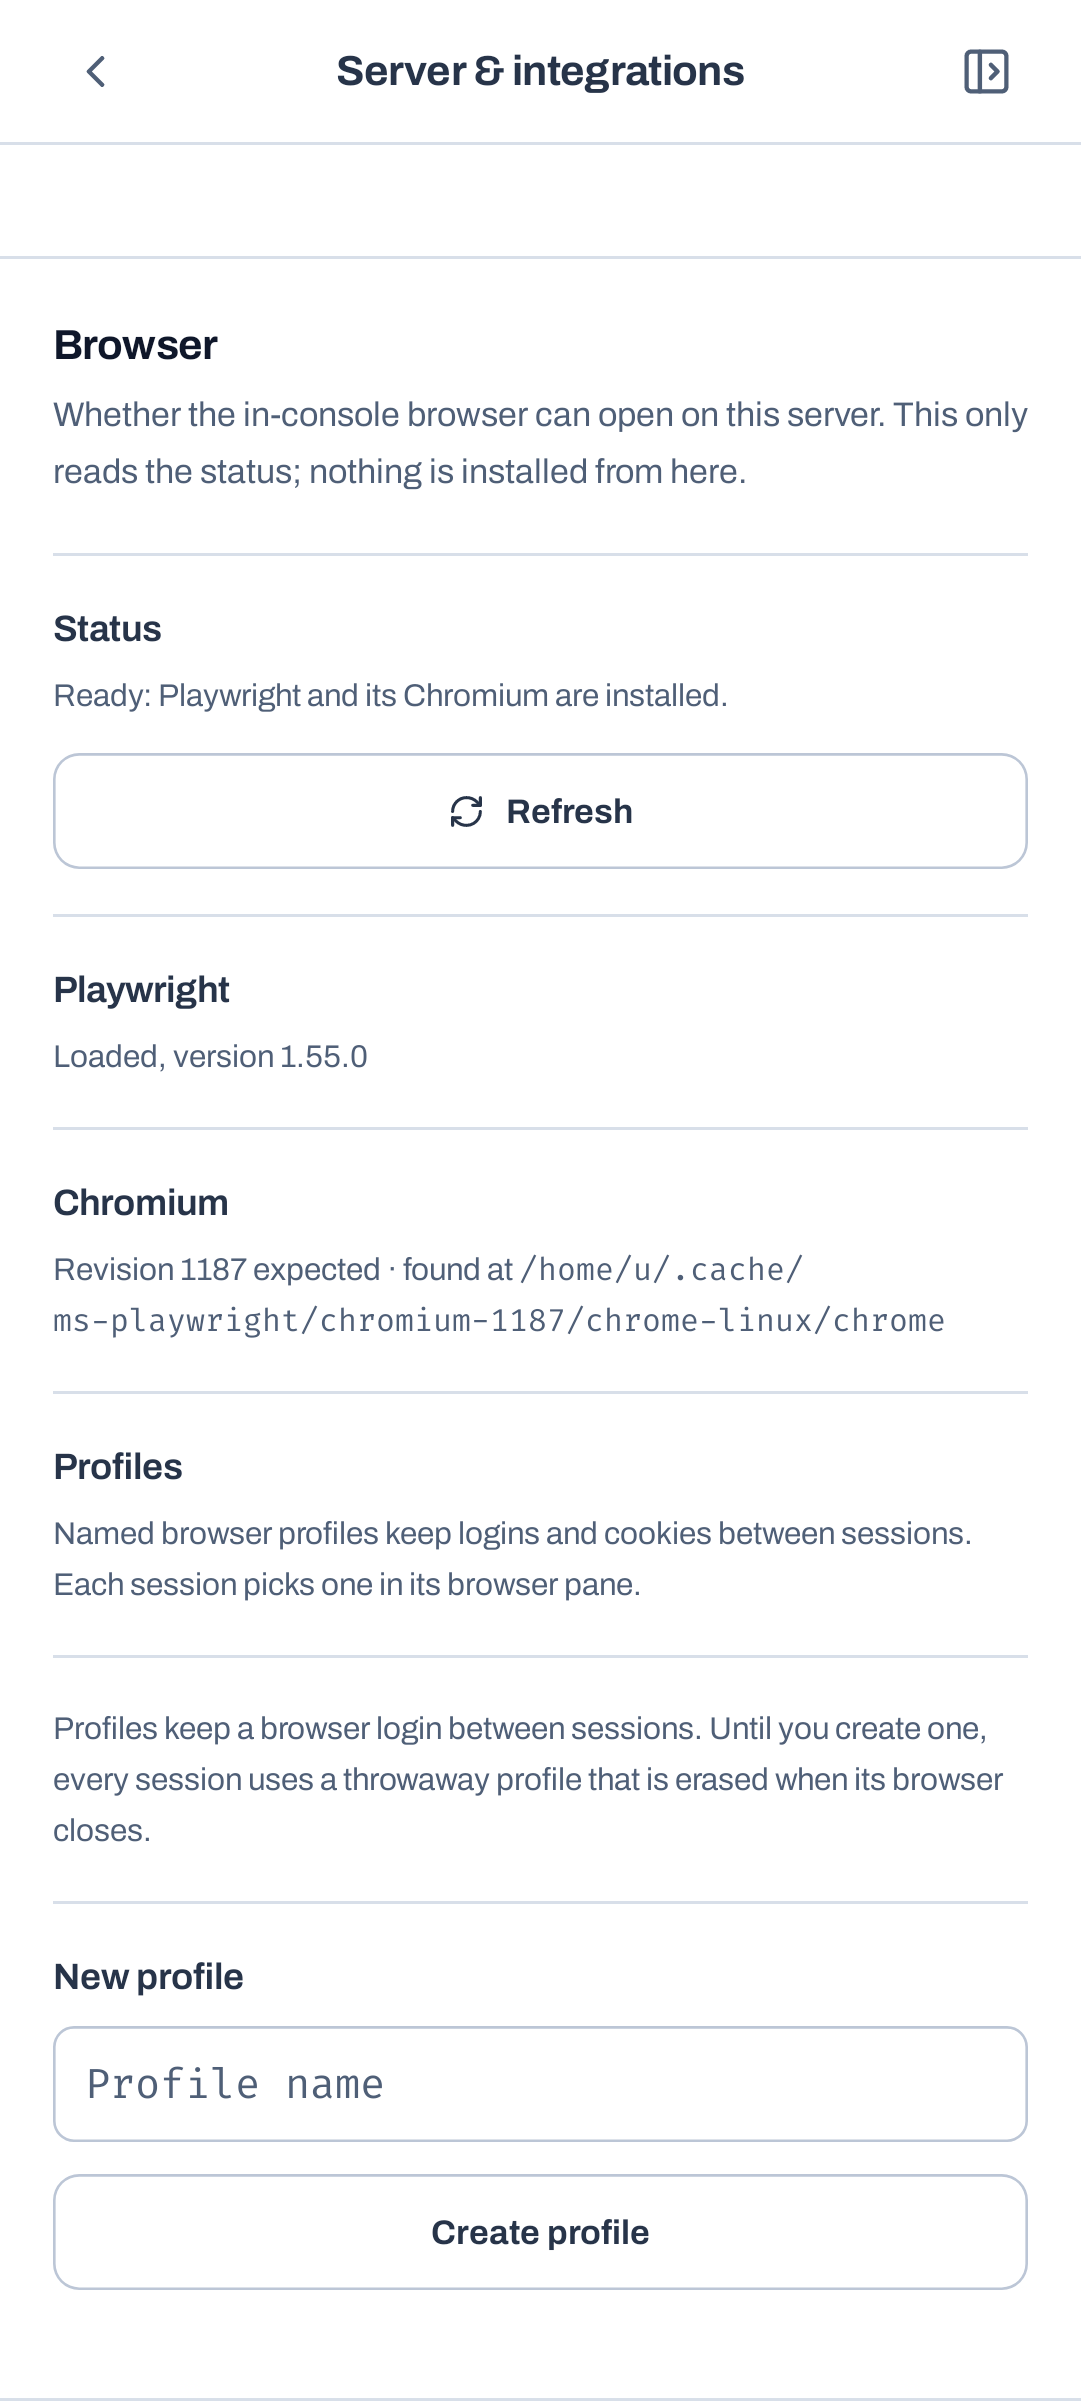 Server & integrations
Browser
Whether the in-console browser can open on this server. This only
reads the status; nothing is installed from here.
Status
Ready: Playwright and its Chromium are installed.
Refresh
Playwright
Loaded, version 1.55.0
Chromium
Revision 1187 expected · found at /home/u/.cache/
ms-playwright/chromium-1187/chrome-linux/chrome
Profiles
Named browser profiles keep logins and cookies between sessions.
Each session picks one in its browser pane.
Profiles keep a browser login between sessions. Until you create one,
every session uses a throwaway profile that is erased when its browser
closes.
New profile
Profile name
Create profile